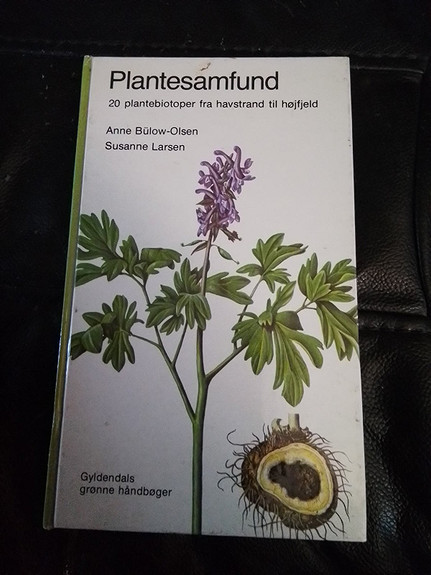 Plantesamfund
20 plantebiotoper fra havstrand til højfjeld
Anne Bülow-Olsen
Susanne Larsen
Gyldendals
grønne håndbøger